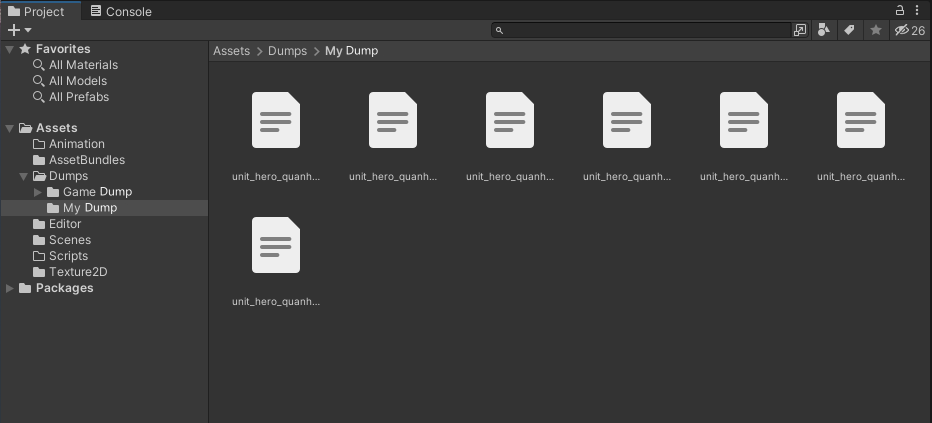 Project
Console
26
Favorites
All Materials
All Models
All Prefabs
Assets
Animation
AssetBundles
Dumps
Game Dump
My Dump
Editor
Scenes
Scripts
Texture2D
Packages
Assets > Dumps > My Dump
unit_hero_quanh... unit_hero_quanh... unit_hero_quanh... unit_hero_quanh... unit_hero_quanh... unit_hero_quanh...
unit_hero_quanh...